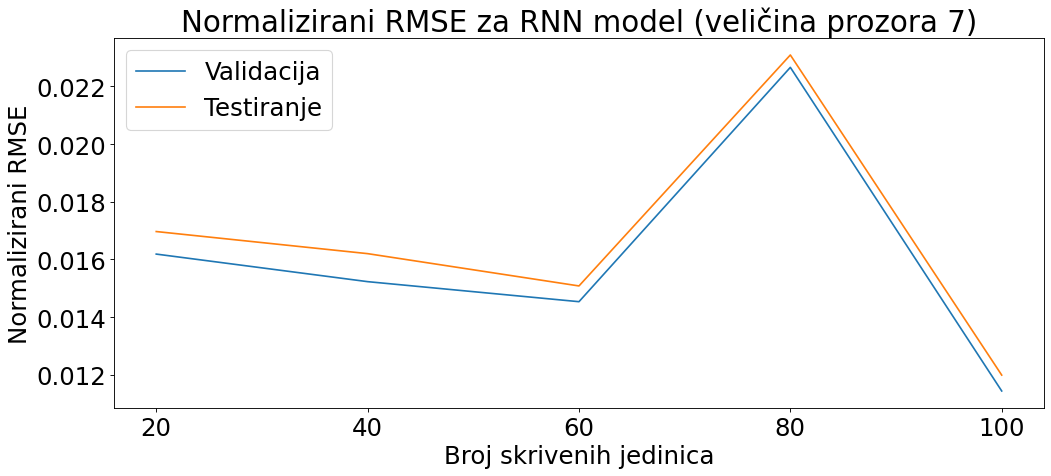 Normalizirani RMSE za RNN model (veličina prozora 7)
Validacija
Testiranje
Normalizirani RMSE
0.022
0.020
0.018
0.016
0.014
0.012
20 40 60 80 100
Broj skrivenih jedinica